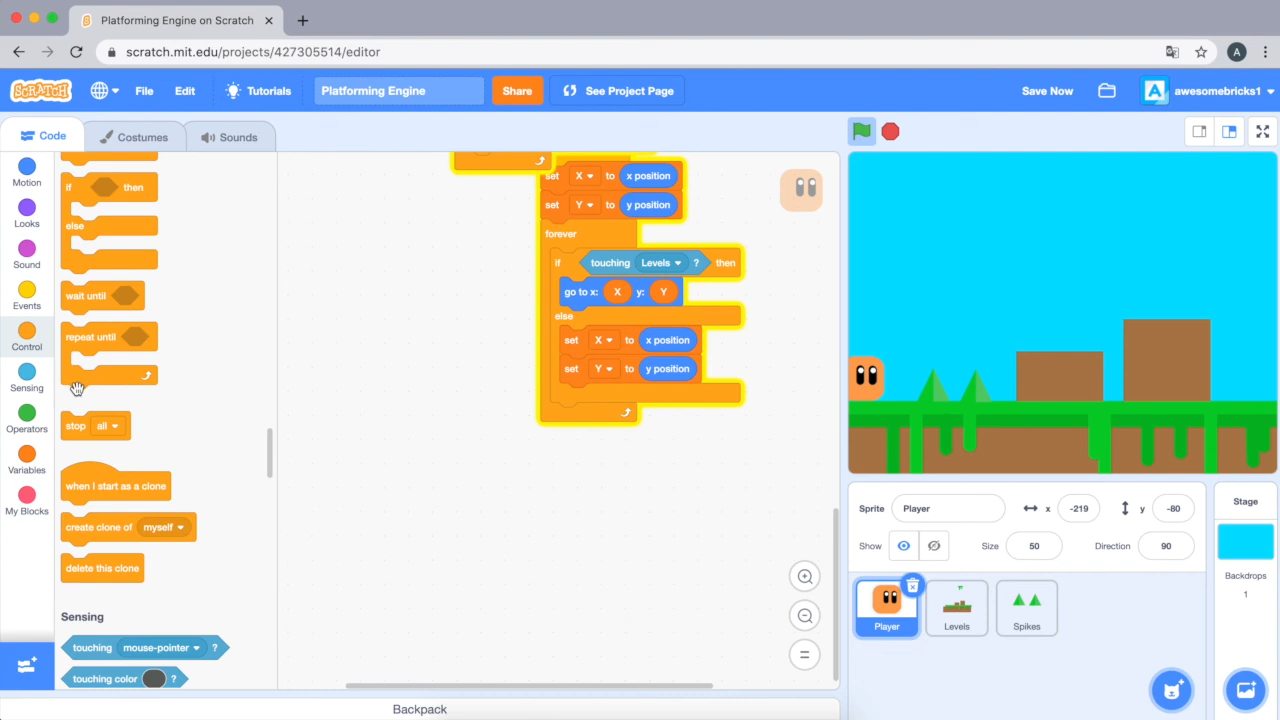 Platforming Engine on Scratch
scratch.mit.edu/projects/427305514/editor
A
SCRATCH
File
Edit
Tutorials
Platforming Engine
Share
See Project Page
Save Now
A
awesomebricks1
Code
Costumes
Sounds
Motion
Looks
Sound
Events
Control
Sensing
Operators
Variables
My Blocks
if then
else
wait until
repeat until
stop all
when I start as a clone
create clone of myself
delete this clone
Sensing
touching mouse-pointer ?
touching color ?
set X to x position
set Y to y position
forever
if touching Levels ? then
go to x: X y: Y
else
set X to x position
set Y to y position
Backpack
Sprite Player x -219 y -80
Show Size 50 Direction 90
Player
Levels
Spikes
Stage
Backdrops
1